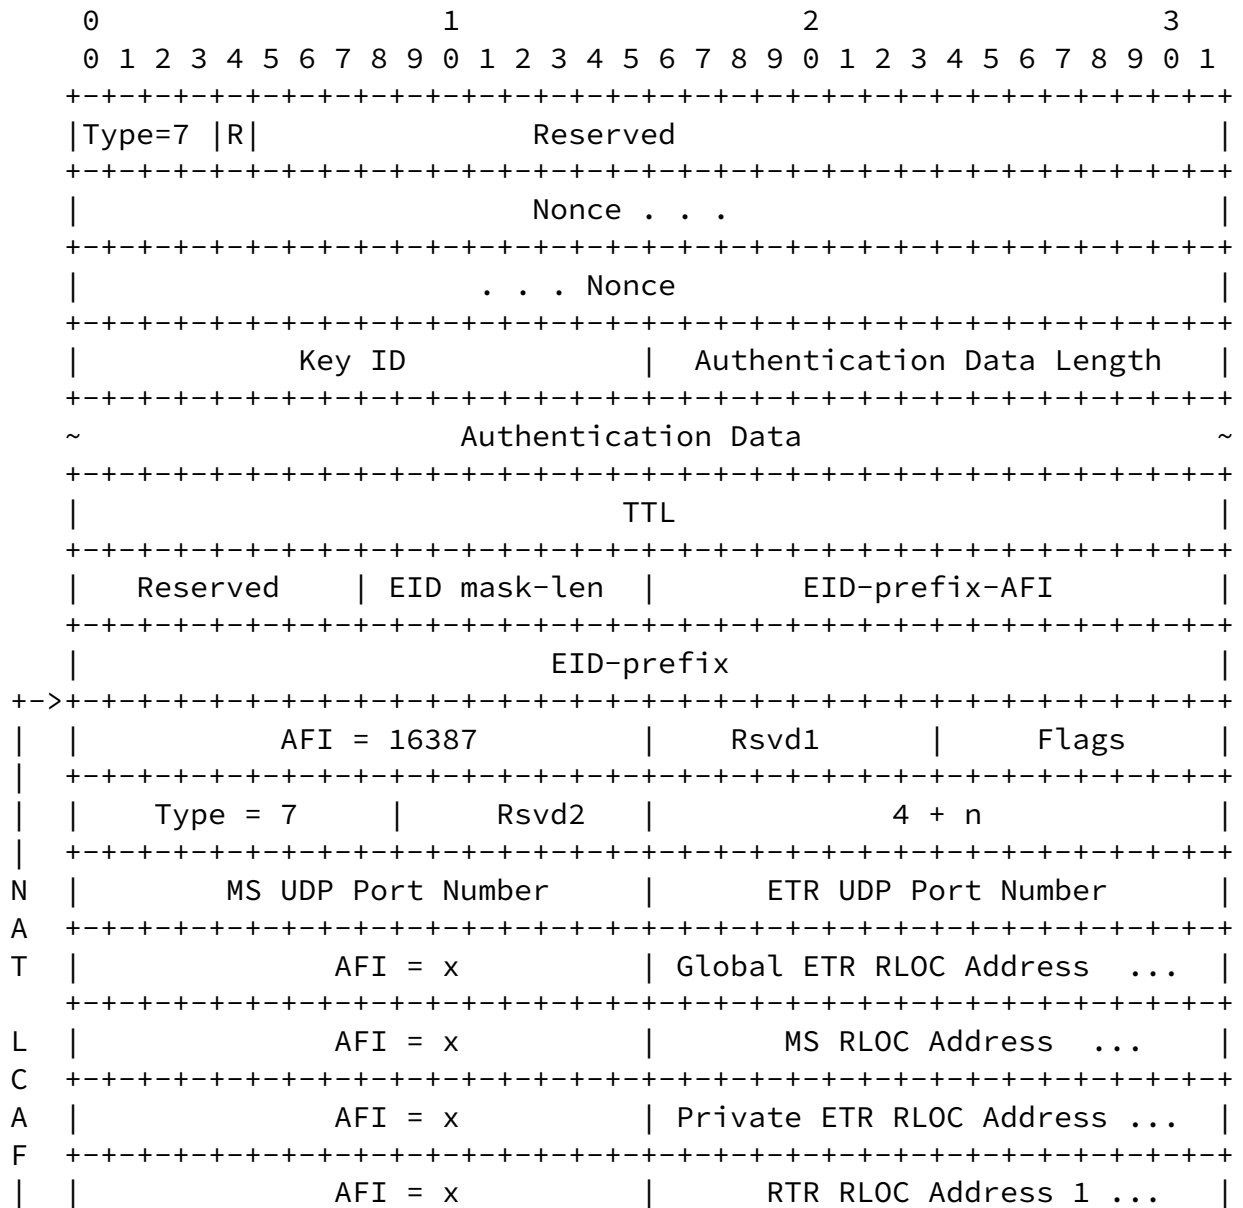 0                   1                   2                   3
    0 1 2 3 4 5 6 7 8 9 0 1 2 3 4 5 6 7 8 9 0 1 2 3 4 5 6 7 8 9 0 1
   +-+-+-+-+-+-+-+-+-+-+-+-+-+-+-+-+-+-+-+-+-+-+-+-+-+-+-+-+-+-+-+-+
   |Type=7 |R|               Reserved                              |
   +-+-+-+-+-+-+-+-+-+-+-+-+-+-+-+-+-+-+-+-+-+-+-+-+-+-+-+-+-+-+-+-+
   |                         Nonce . . .                           |
   +-+-+-+-+-+-+-+-+-+-+-+-+-+-+-+-+-+-+-+-+-+-+-+-+-+-+-+-+-+-+-+-+
   |                      . . . Nonce                              |
   +-+-+-+-+-+-+-+-+-+-+-+-+-+-+-+-+-+-+-+-+-+-+-+-+-+-+-+-+-+-+-+-+
   |            Key ID             |  Authentication Data Length   |
   +-+-+-+-+-+-+-+-+-+-+-+-+-+-+-+-+-+-+-+-+-+-+-+-+-+-+-+-+-+-+-+-+
   ~                     Authentication Data                       ~
   +-+-+-+-+-+-+-+-+-+-+-+-+-+-+-+-+-+-+-+-+-+-+-+-+-+-+-+-+-+-+-+-+
   |                              TTL                              |
   +-+-+-+-+-+-+-+-+-+-+-+-+-+-+-+-+-+-+-+-+-+-+-+-+-+-+-+-+-+-+-+-+
   |   Reserved    | EID mask-len  |        EID-prefix-AFI         |
   +-+-+-+-+-+-+-+-+-+-+-+-+-+-+-+-+-+-+-+-+-+-+-+-+-+-+-+-+-+-+-+-+
   |                          EID-prefix                           |
+->+-+-+-+-+-+-+-+-+-+-+-+-+-+-+-+-+-+-+-+-+-+-+-+-+-+-+-+-+-+-+-+-+
|  |           AFI = 16387         |    Rsvd1      |     Flags     |
|  +-+-+-+-+-+-+-+-+-+-+-+-+-+-+-+-+-+-+-+-+-+-+-+-+-+-+-+-+-+-+-+-+
|  |    Type = 7     |     Rsvd2   |             4 + n             |
|  +-+-+-+-+-+-+-+-+-+-+-+-+-+-+-+-+-+-+-+-+-+-+-+-+-+-+-+-+-+-+-+-+
N  |        MS UDP Port Number     |      ETR UDP Port Number      |
A  +-+-+-+-+-+-+-+-+-+-+-+-+-+-+-+-+-+-+-+-+-+-+-+-+-+-+-+-+-+-+-+-+
T  |              AFI = x          | Global ETR RLOC Address  ...  |
   +-+-+-+-+-+-+-+-+-+-+-+-+-+-+-+-+-+-+-+-+-+-+-+-+-+-+-+-+-+-+-+-+
L  |              AFI = x          |       MS RLOC Address  ...    |
C  +-+-+-+-+-+-+-+-+-+-+-+-+-+-+-+-+-+-+-+-+-+-+-+-+-+-+-+-+-+-+-+-+
A  |              AFI = x          | Private ETR RLOC Address ...  |
F  +-+-+-+-+-+-+-+-+-+-+-+-+-+-+-+-+-+-+-+-+-+-+-+-+-+-+-+-+-+-+-+-+
|  |              AFI = x          |      RTR RLOC Address 1 ...   |